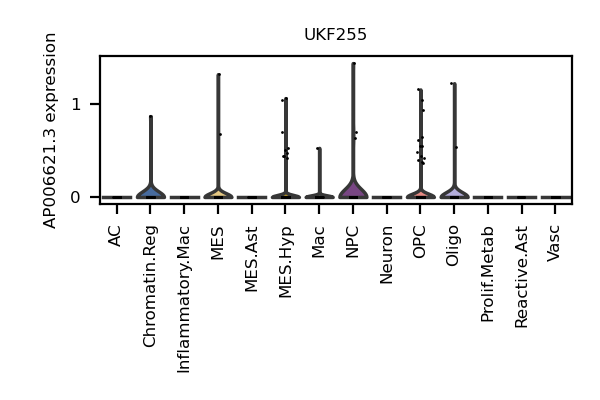 UKF255
AP006621.3 expression
1
0
AC
Chromatin.Reg
Inflammatory.Mac
MES
MES.Ast
MES.Hyp
Mac
NPC
Neuron
OPC
Oligo
Prolif.Metab
Reactive.Ast
Vasc